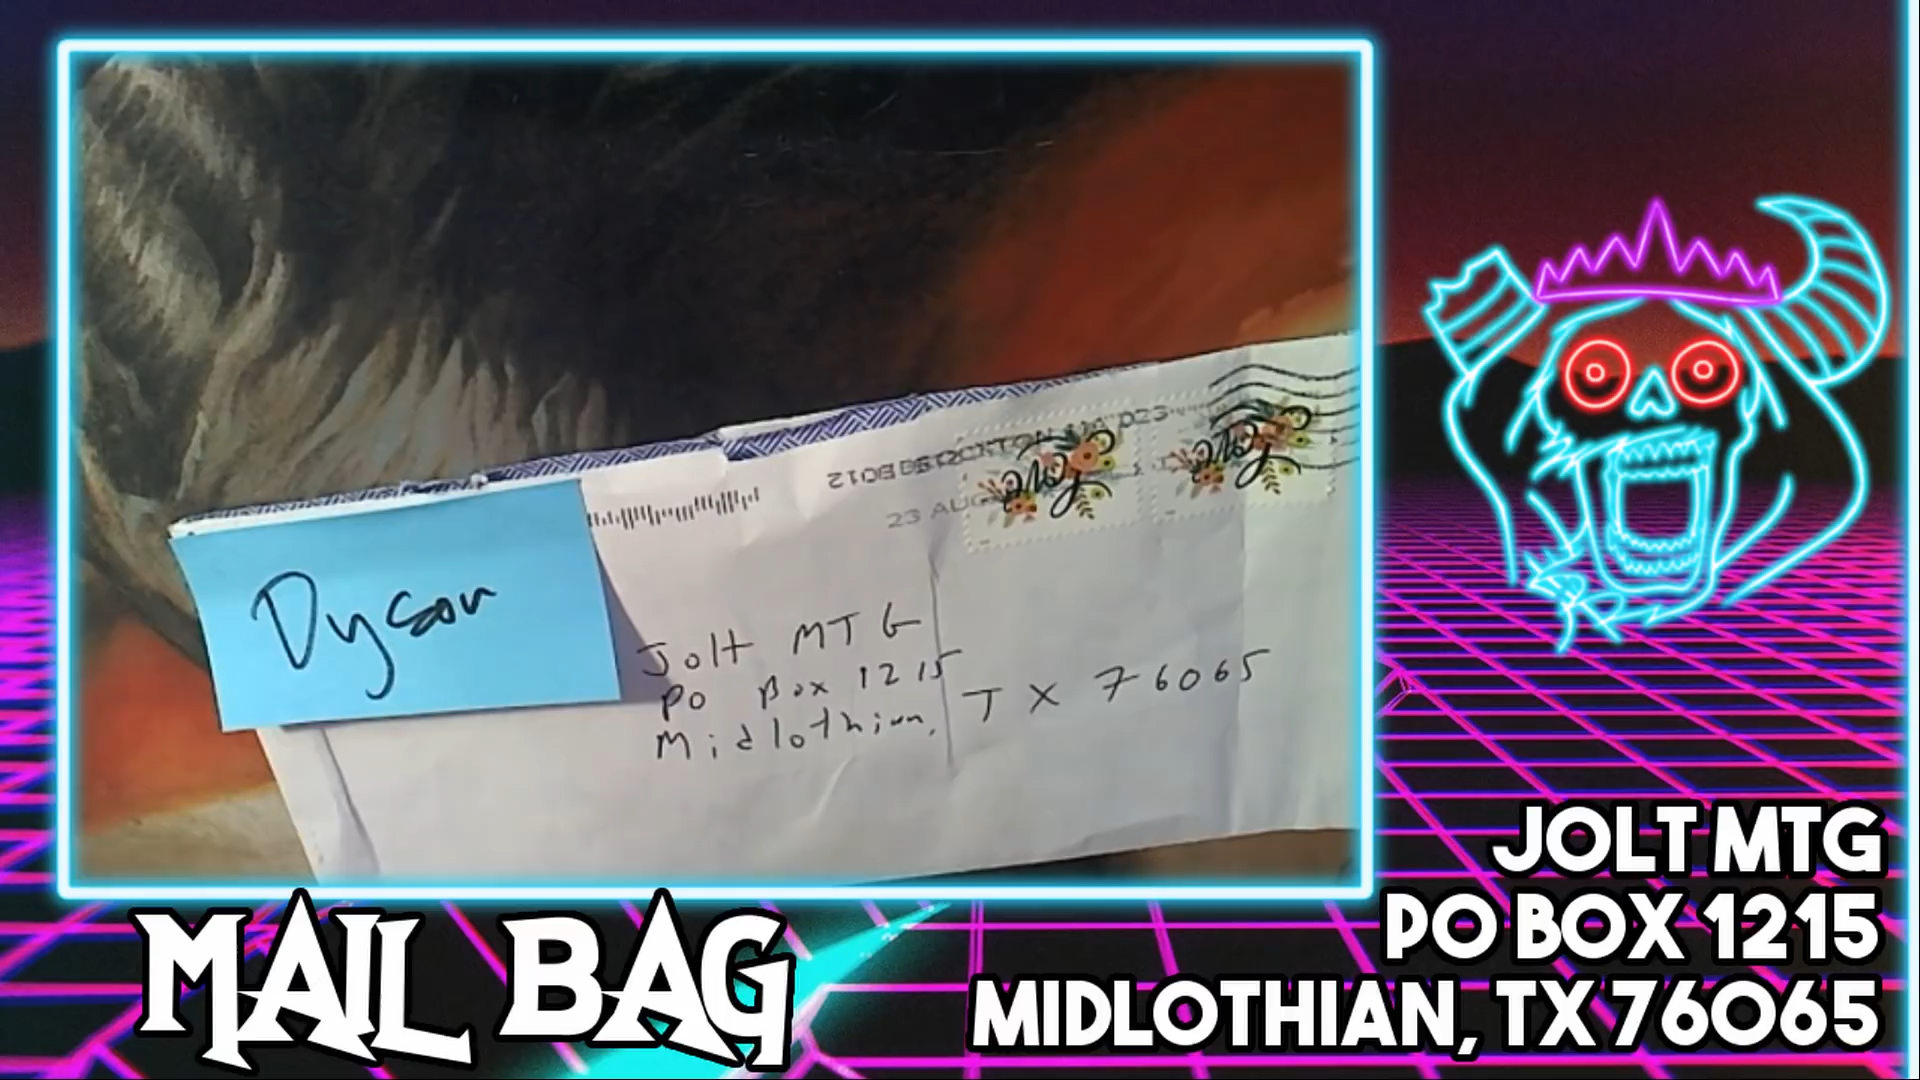 23 AUG
Dyson
Jolt MTG
PO Box 1215
Midlothian, TX 76065
MAIL BAG
JOLT MTG
PO BOX 1215
MIDLOTHIAN, TX 76065